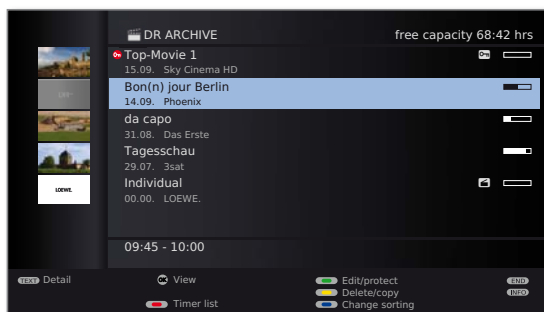 DR ARCHIVE free capacity 68:42 hrs
Top-Movie 1
15.09. Sky Cinema HD
Bon(n) jour Berlin
14.09. Phoenix
da capo
31.08. Das Erste
Tagesschau
29.07. 3sat
Individual
00.00. LOEWE.
LOEWE.
09:45 - 10:00
TEXT Detail OK View Edit/protect END
Delete/copy INFO
Timer list Change sorting